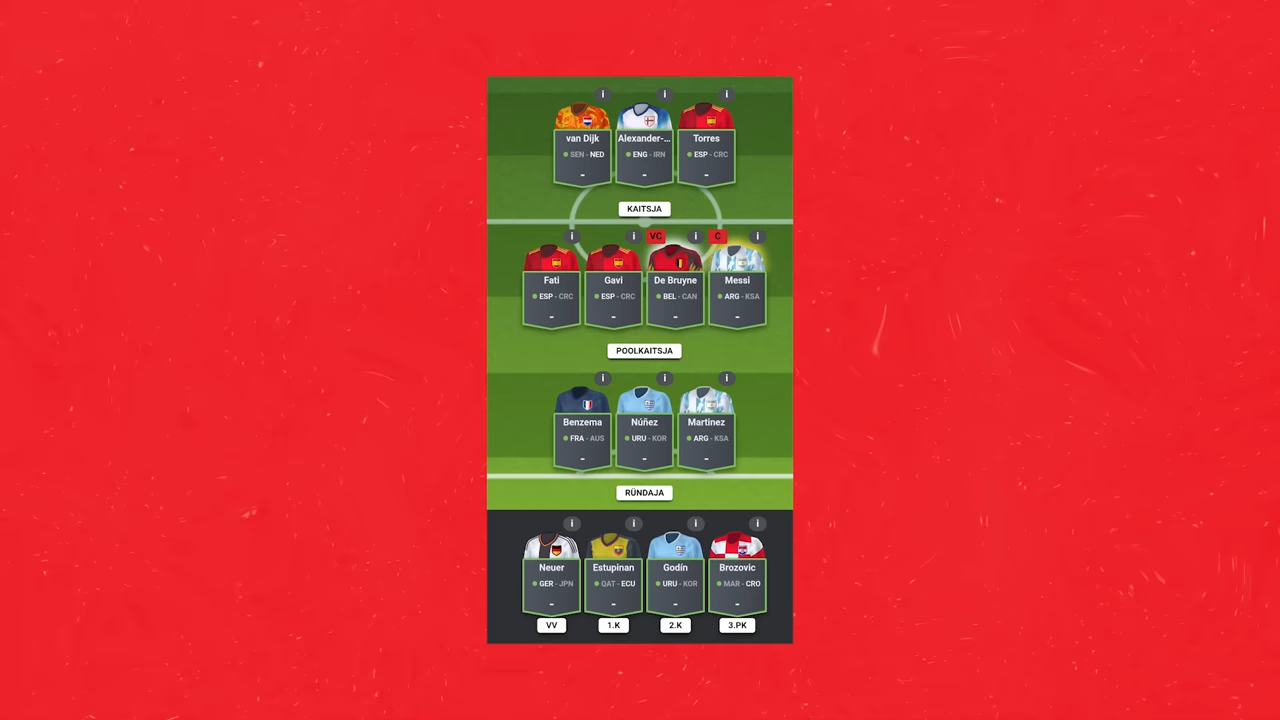 i i i
van Dijk Alexander-... Torres
SEN - NED ENG - IRN ESP - CRC
- - -
KAITSJA
i i VC i C i
Fati Gavi De Bruyne Messi
ESP - CRC ESP - CRC BEL - CAN ARG - KSA
- - - -
POOLKAITSJA
i i i
Benzema Núñez Martinez
FRA - AUS URU - KOR ARG - KSA
- - -
RÜNDAJA
i i i i
Neuer Estupinan Godín Brozovic
GER - JPN QAT - ECU URU - KOR MAR - CRO
- - - -
VV 1.K 2.K 3.PK